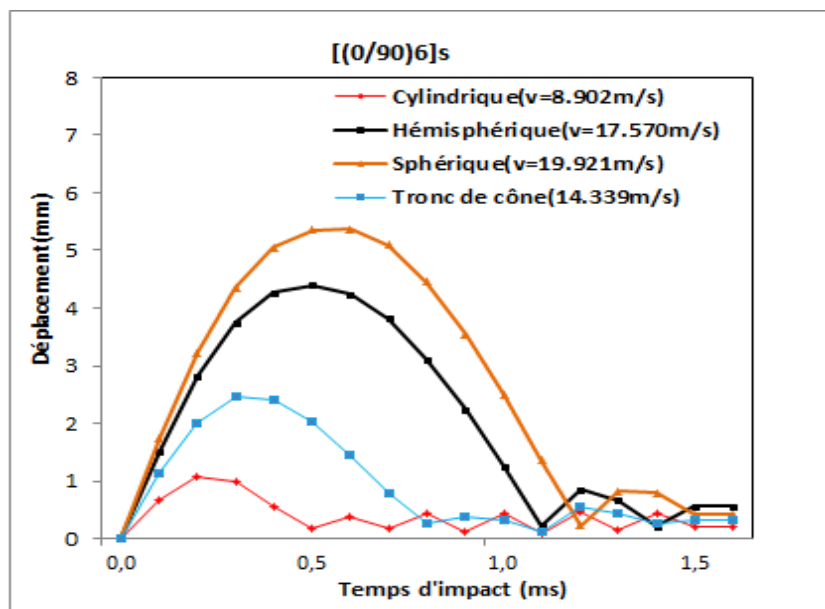 [(0/90)6]s
Cylindrique(v=8.902m/s)
Hémisphérique(v=17.570m/s)
Sphérique(v=19.921m/s)
Tronc de cône(14.339m/s)
Déplacement(mm)
8
7
6
5
4
3
2
1
0
0,0 0,5 1,0 1,5
Temps d'impact (ms)